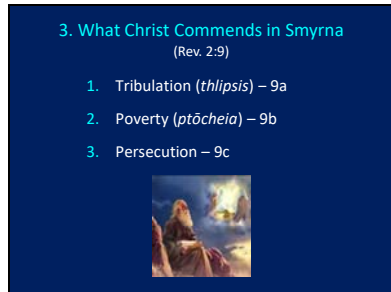 3. What Christ Commends in Smyrna
(Rev. 2:9)
1. Tribulation (thlipsis) – 9a
2. Poverty (ptōcheia) – 9b
3. Persecution – 9c